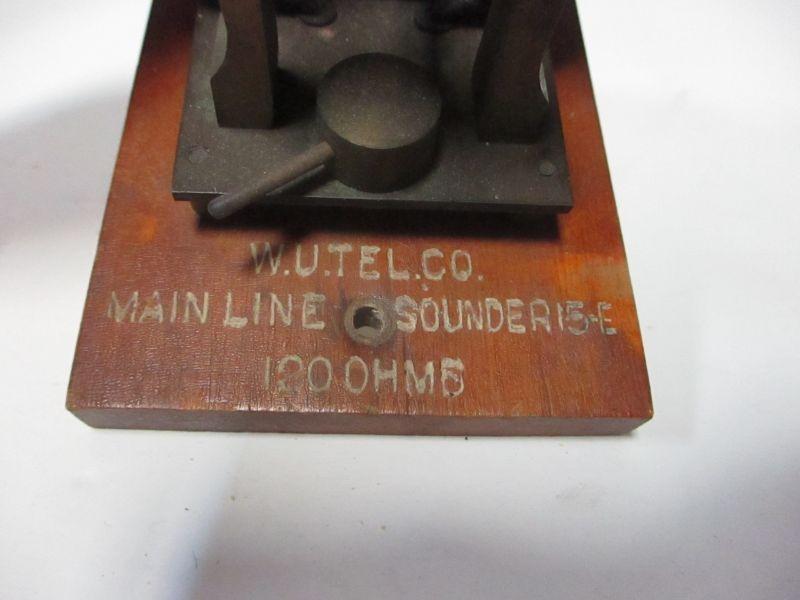 W.U.TEL.CO.
MAIN LINE SOUNDER 15-E
120 OHMS